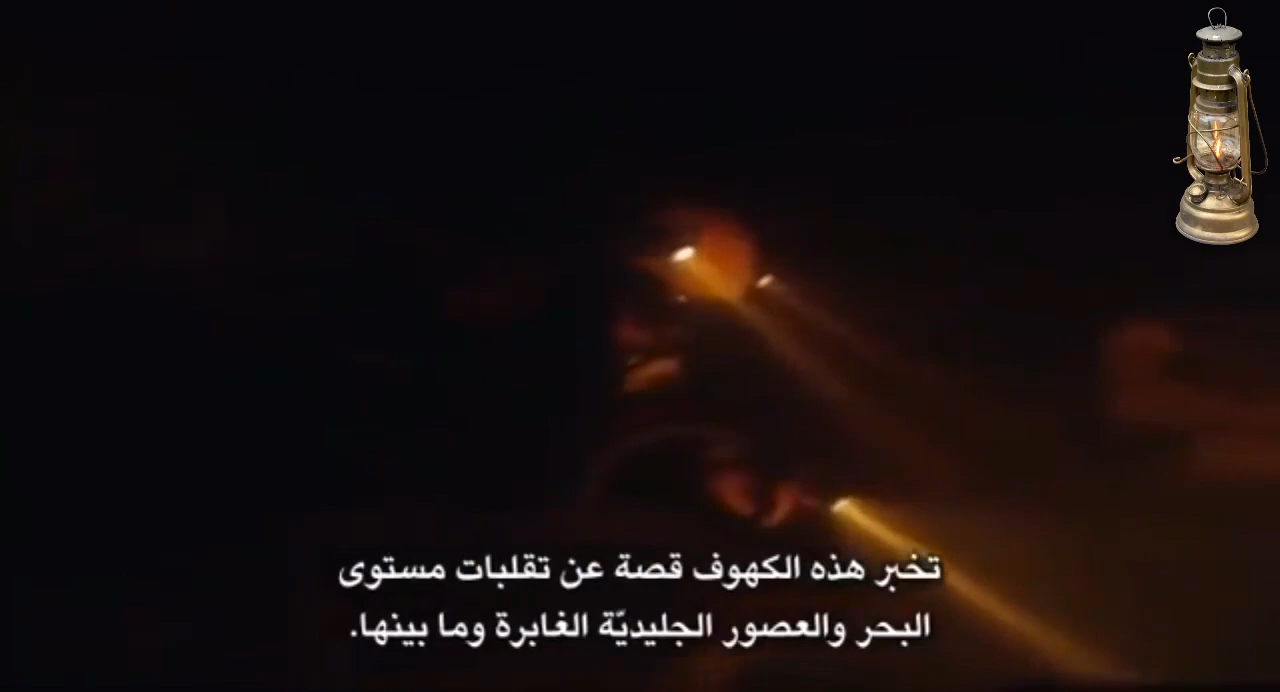 تخبر هذه الكهوف قصة عن تقلبات مستوى
البحر والعصور الجليديّة الغابرة وما بينها.